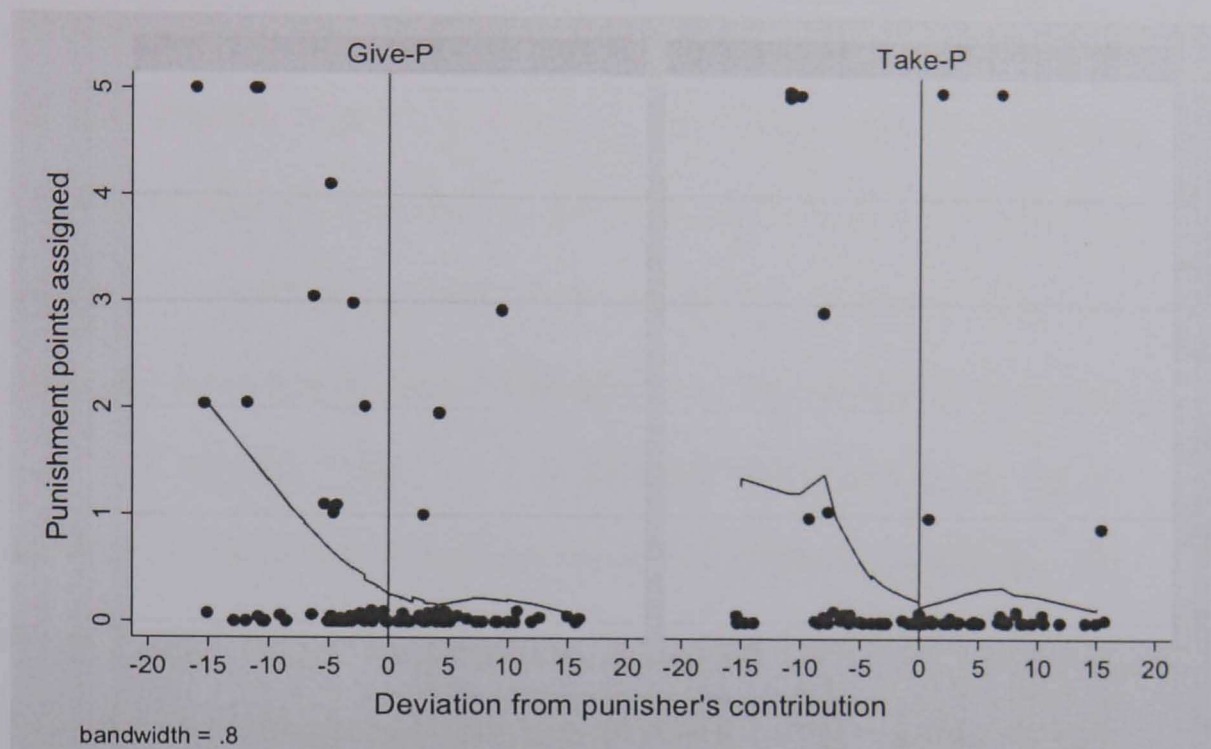 Give-P
Take-P
Punishment points assigned
5
4
3
2
1
0
-20 -15 -10 -5 0 5 10 15 20
-20 -15 -10 -5 0 5 10 15 20
Deviation from punisher's contribution
bandwidth = .8